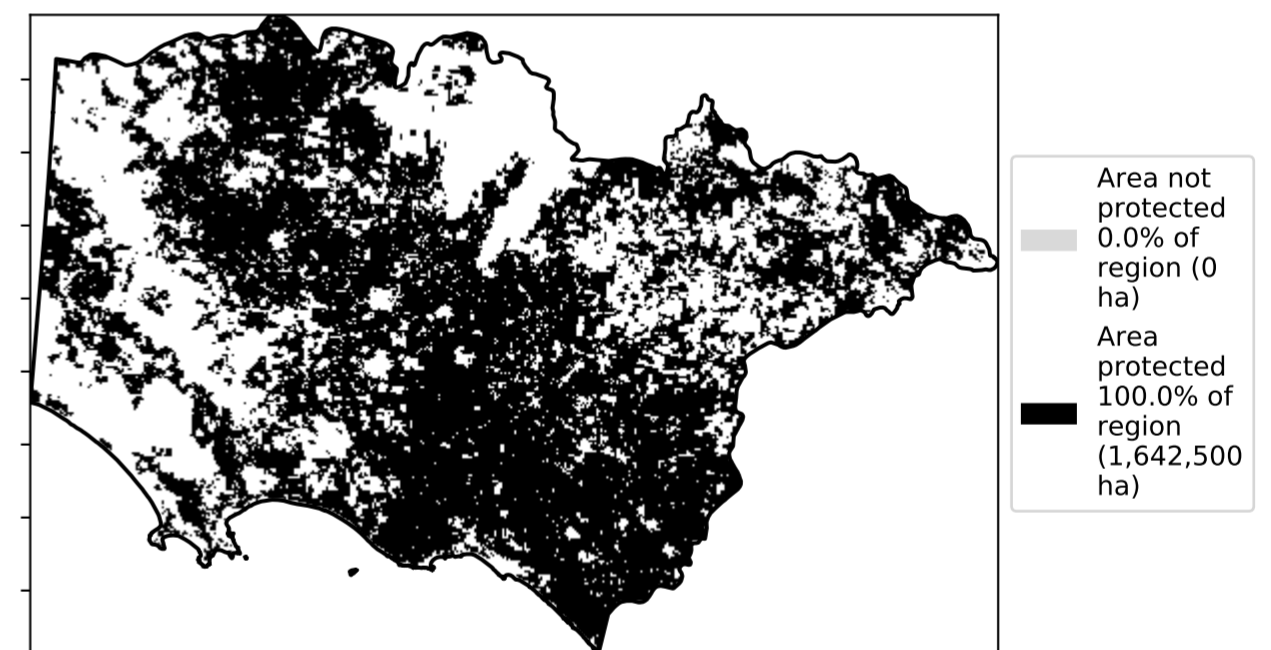 Area not
protected
0.0% of
region (0
ha)
Area
protected
100.0% of
region
(1,642,500
ha)